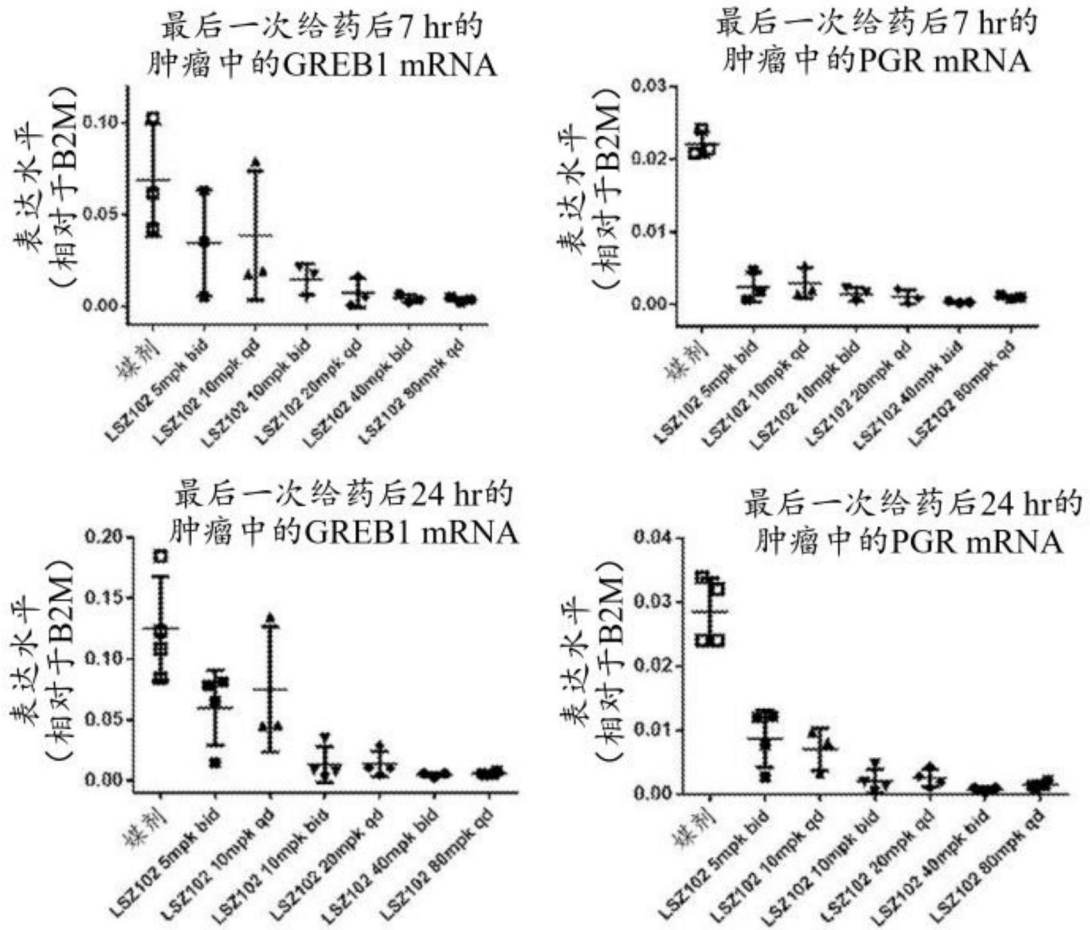 最后一次给药后7 hr的
肿瘤中的GREB1 mRNA
表达水平
（相对于B2M）
0.10
0.05
0.00
媒剂
LSZ102 5mpk bid
LSZ102 10mpk qd
LSZ102 10mpk bid
LSZ102 20mpk qd
LSZ102 40mpk bid
LSZ102 80mpk qd
最后一次给药后7 hr的
肿瘤中的PGR mRNA
表达水平
（相对于B2M）
0.03
0.02
0.01
0.00
媒剂
LSZ102 5mpk bid
LSZ102 10mpk qd
LSZ102 10mpk bid
LSZ102 20mpk qd
LSZ102 40mpk bid
LSZ102 80mpk qd
最后一次给药后24 hr的
肿瘤中的GREB1 mRNA
表达水平
（相对于B2M）
0.20
0.15
0.10
0.05
0.00
媒剂
LSZ102 5mpk bid
LSZ102 10mpk qd
LSZ102 10mpk bid
LSZ102 20mpk qd
LSZ102 40mpk bid
LSZ102 80mpk qd
最后一次给药后24 hr的
肿瘤中的PGR mRNA
表达水平
（相对于B2M）
0.04
0.03
0.02
0.01
0.00
媒剂
LSZ102 5mpk bid
LSZ102 10mpk qd
LSZ102 10mpk bid
LSZ102 20mpk qd
LSZ102 40mpk bid
LSZ102 80mpk qd